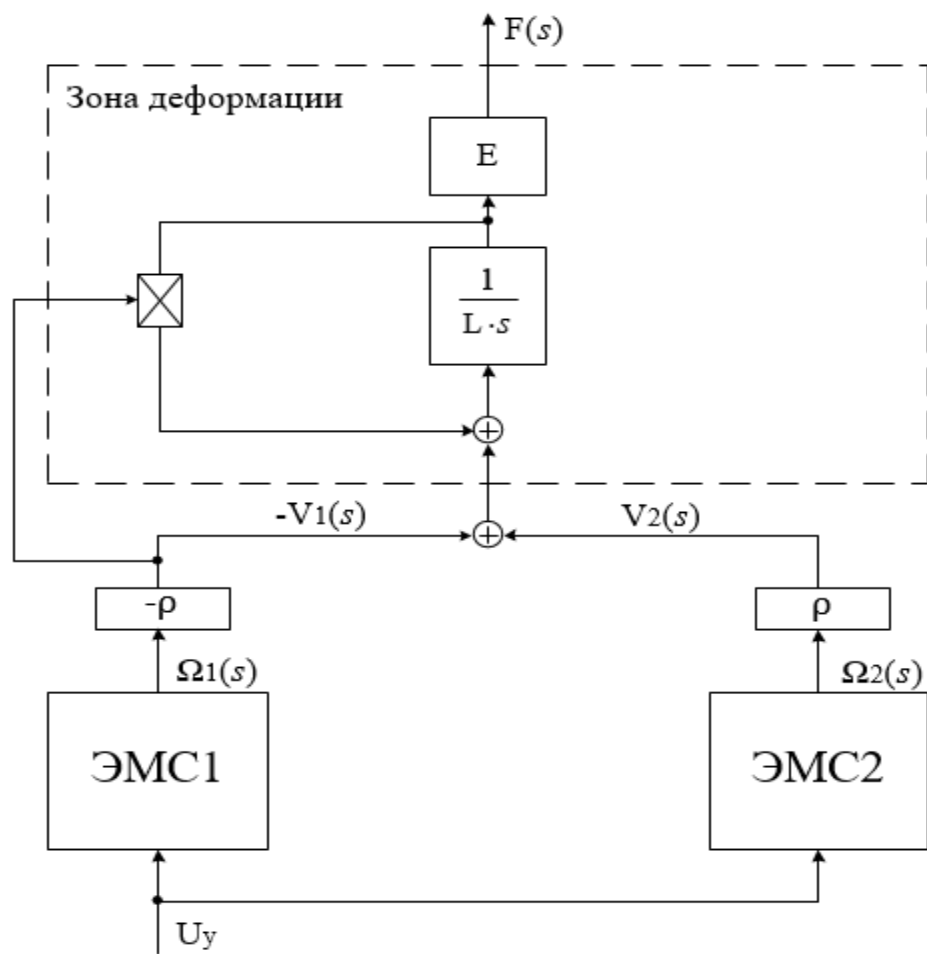 F(s)
Зона деформации
E
1
L·s
-V1(s)
V2(s)
-ρ
ρ
Ω1(s)
Ω2(s)
ЭМС1
ЭМС2
Uy